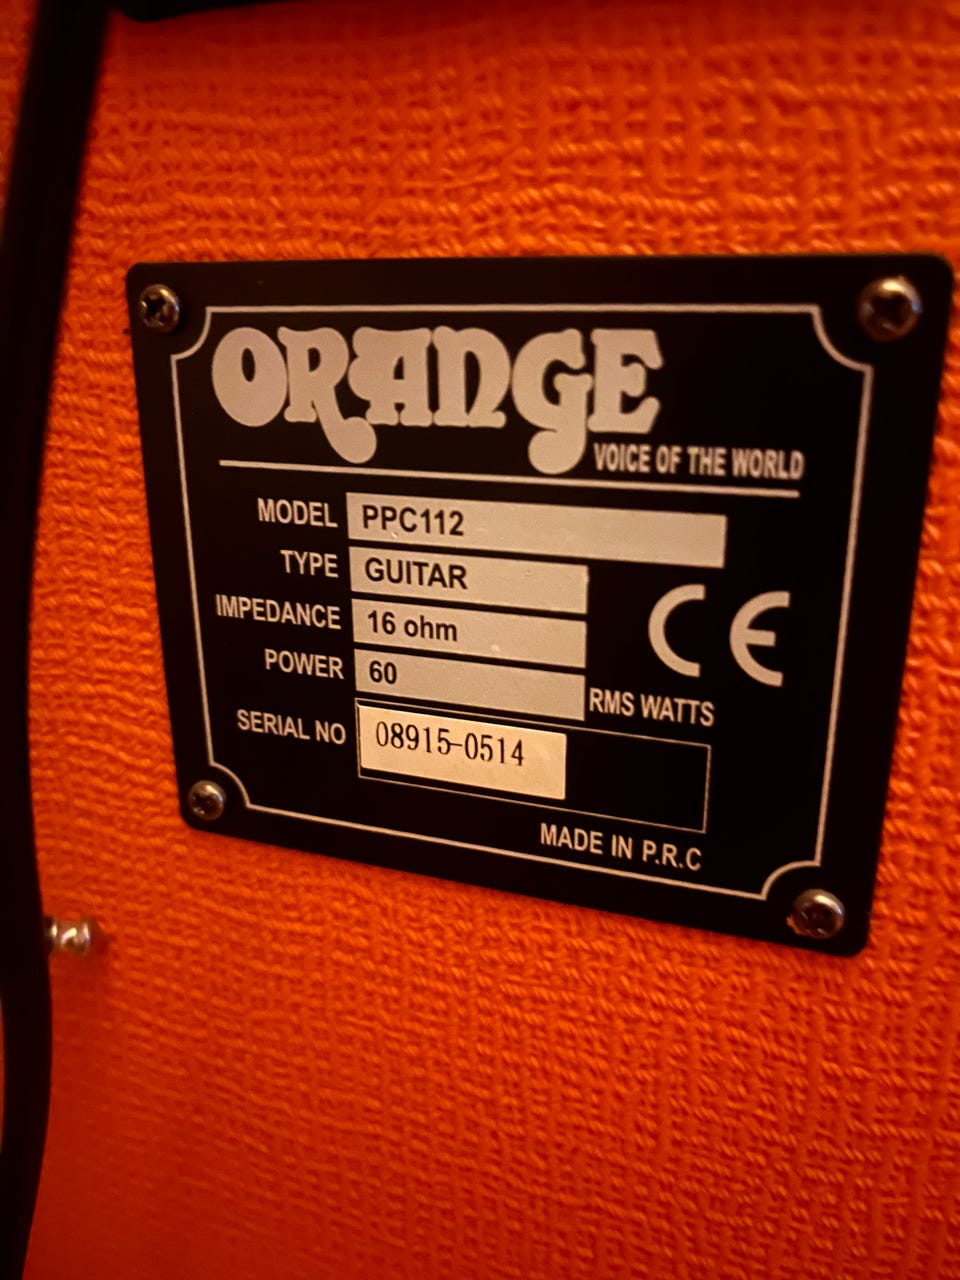 ORANGE
VOICE OF THE WORLD
MODEL PPC112
TYPE GUITAR
IMPEDANCE 16 ohm
POWER 60 RMS WATTS
CE
SERIAL NO 08915-0514
MADE IN P.R.C